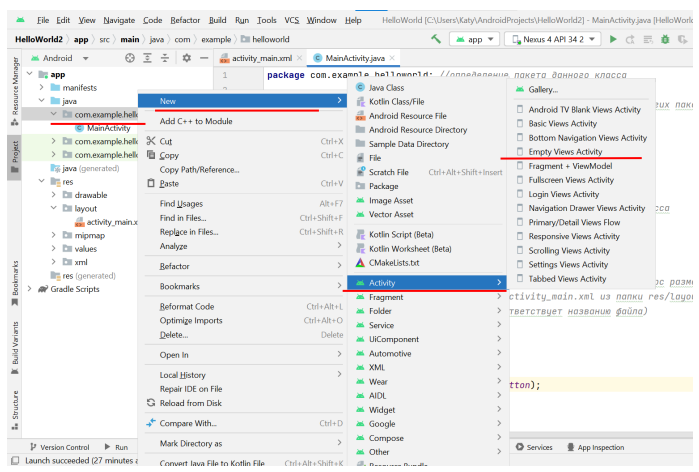 File Edit View Navigate Code Refactor Build Run Tools VCS Window Help HelloWorld [C:\Users\Katy\AndroidProjects\HelloWorld2] - MainActivity.java [HelloWorld
HelloWorld2 app src main java com example helloworld app Nexus 4 API 34 2
Android activity_main.xml MainActivity.java
Resource Manager
Project
Bookmarks
Build Variants
Structure
app
manifests
java
com.example.hello
MainActivity
com.example.hello
com.example.hello
java (generated)
res
drawable
layout
activity_main.x
mipmap
values
xml
res (generated)
Gradle Scripts
1 package com.example.helloworld; //определение пакета данного класса
New
Add C++ to Module
Cut Ctrl+X
Copy Ctrl+C
Copy Path/Reference...
Paste Ctrl+V
Find Usages Alt+F7
Find in Files... Ctrl+Shift+F
Replace in Files... Ctrl+Shift+R
Analyze
Refactor
Bookmarks
Reformat Code Ctrl+Alt+L
Optimize Imports Ctrl+Alt+O
Delete... Delete
Open In
Local History
Repair IDE on File
Reload from Disk
Compare With... Ctrl+D
Mark Directory as
Convert Java File to Kotlin File Ctrl+Alt+Shift+K
Java Class
Kotlin Class/File
Android Resource File
Android Resource Directory
Sample Data Directory
File
Scratch File Ctrl+Alt+Shift+Insert
Package
Image Asset
Vector Asset
Kotlin Script (Beta)
Kotlin Worksheet (Beta)
CMakeLists.txt
Activity
Fragment
Folder
Service
UiComponent
Automotive
XML
Wear
AIDL
Widget
Google
Compose
Other
Resource Bundle
Gallery...
Android TV Blank Views Activity
Basic Views Activity
Bottom Navigation Views Activity
Empty Views Activity
Fragment + ViewModel
Fullscreen Views Activity
Login Views Activity
Navigation Drawer Views Activity
Primary/Detail Views Flow
Responsive Views Activity
Scrolling Views Activity
Settings Views Activity
Tabbed Views Activity
их пак
сса
рс разм
activity_main.xml из папки res/layou
тветствует названию файла)
tton);
Version Control Run Services App Inspection
Launch succeeded (27 minutes a